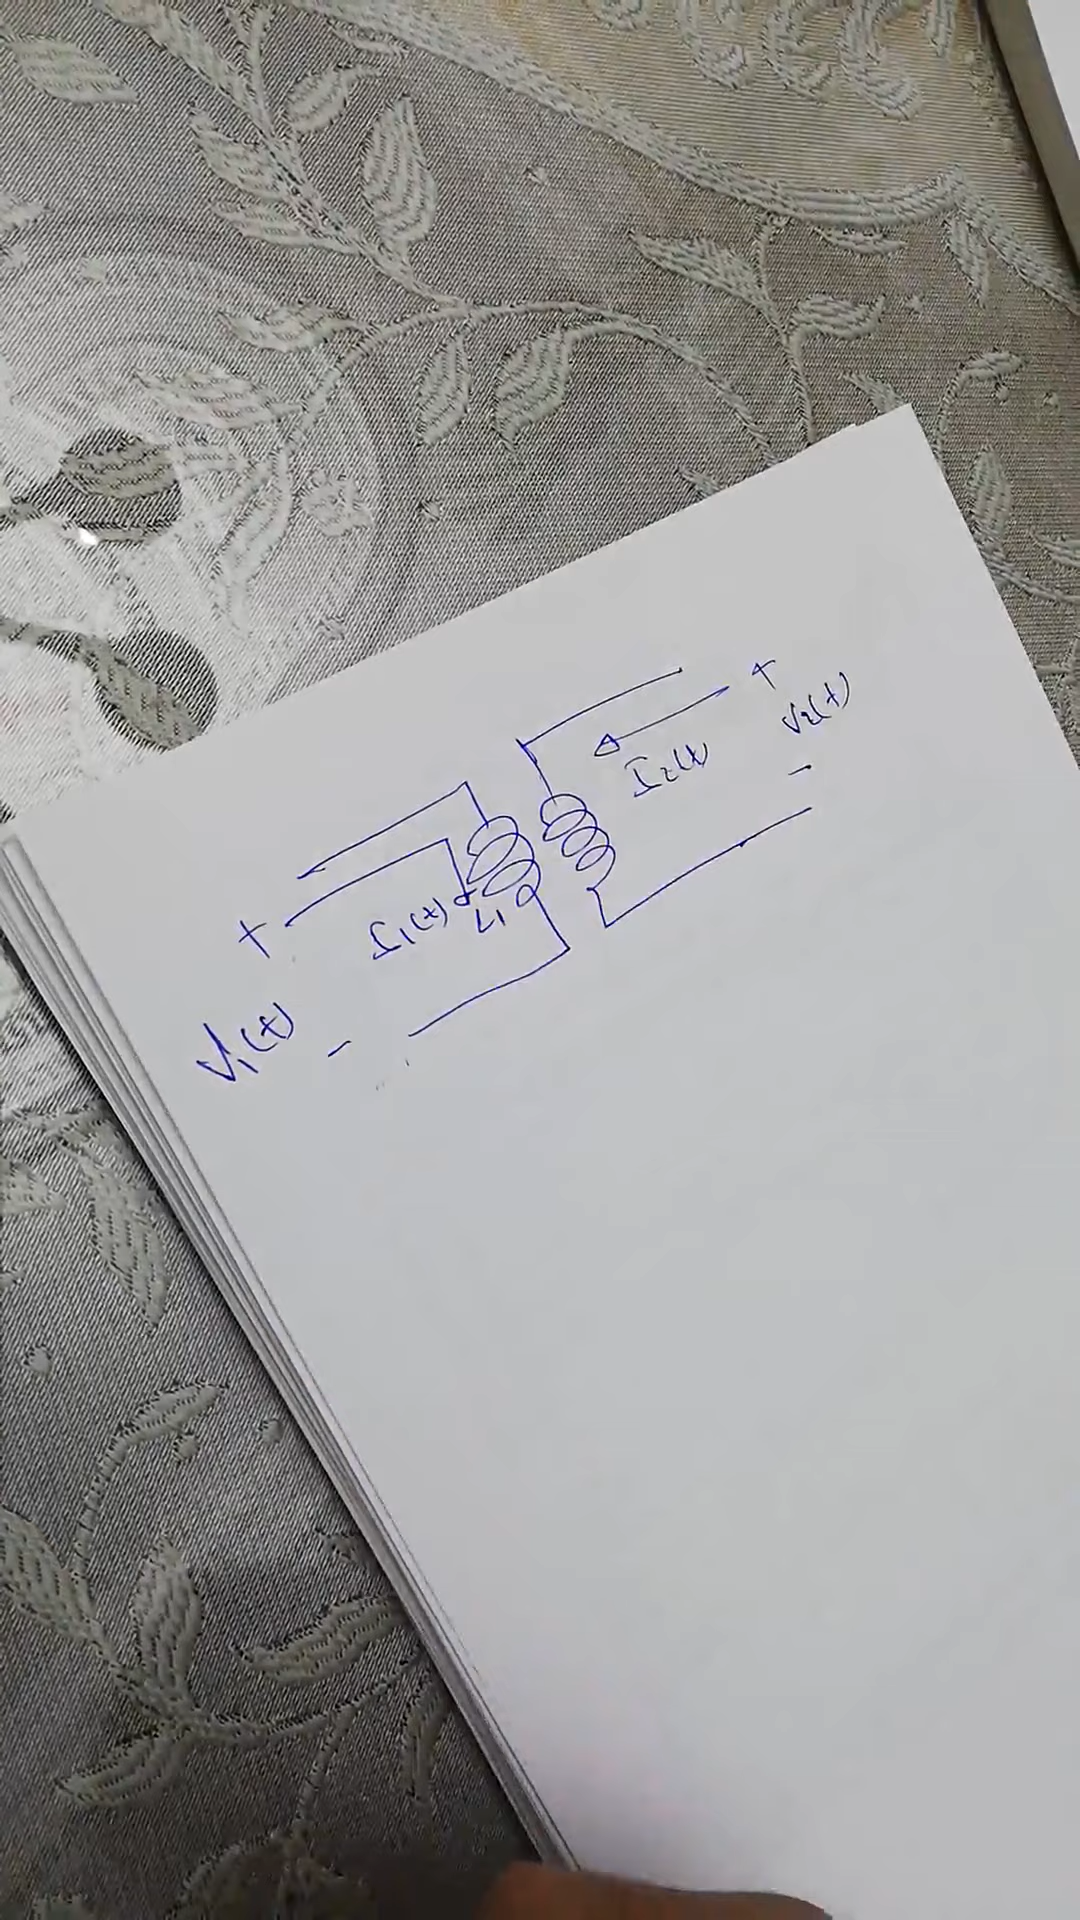 +
V2(t)
-
I2(t)
+
I1(t)
L1
V1(t)
-